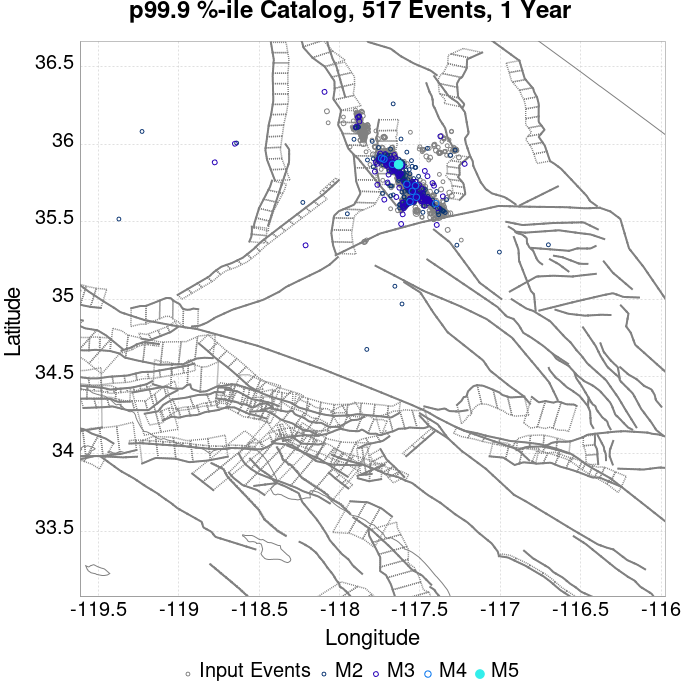 p99.9 %-ile Catalog, 517 Events, 1 Year
36.5
36
35.5
35
34.5
34
33.5
Latitude
-119.5 -119 -118.5 -118 -117.5 -117 -116.5 -116
Longitude
Input Events M2 M3 M4 M5